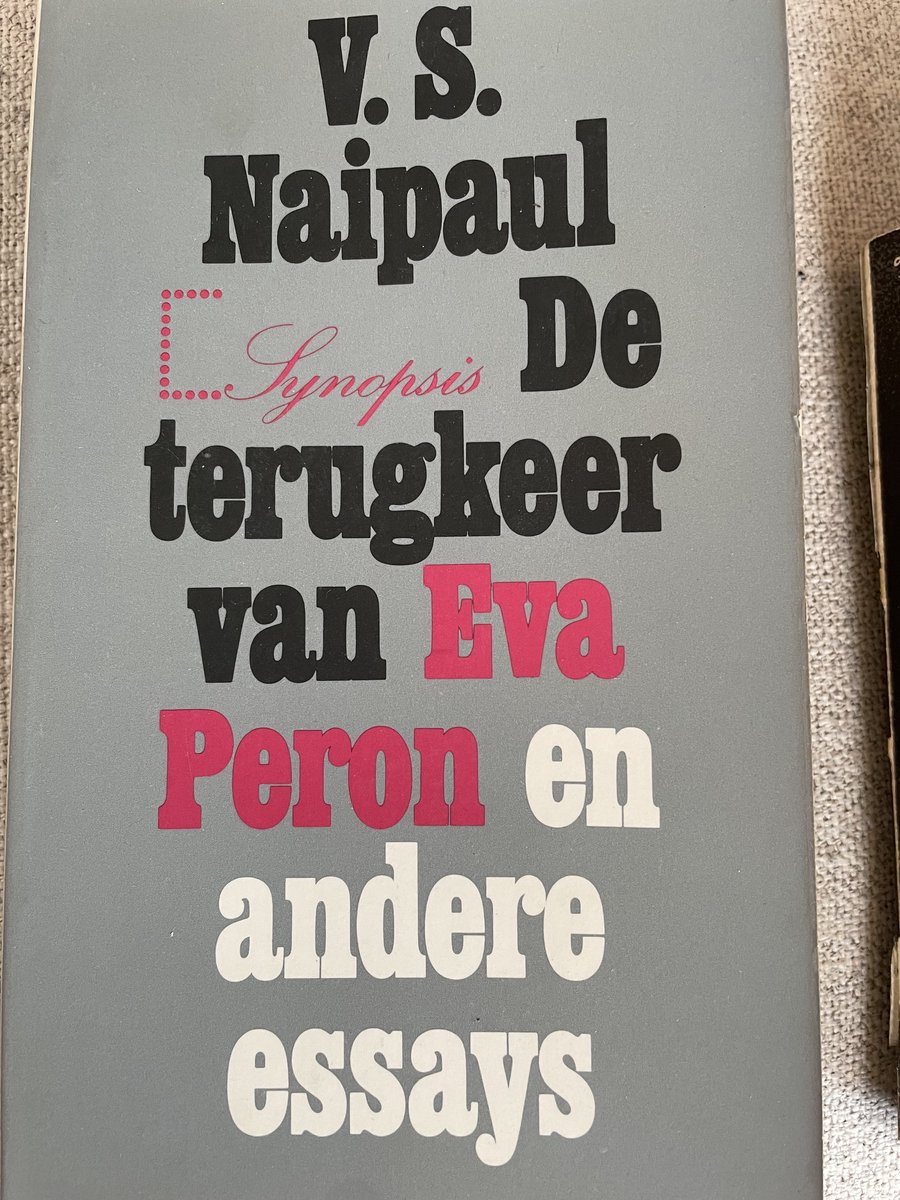 V. S.
Naipaul
Synopsis De
terugkeer
van Eva
Peron en
andere
essays